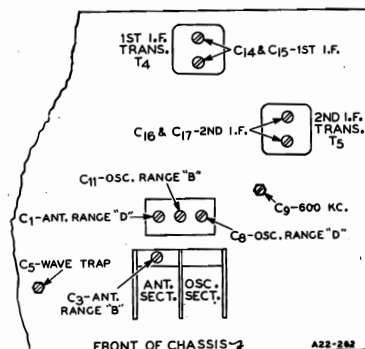 1ST I.F.
TRANS.
T4
C14 & C15-1ST I.F.
C16 & C17-2ND I.F.
2ND I.F.
TRANS.
T5
C11-OSC. RANGE "B"
C1-ANT. RANGE "D"
C9-600 KC.
C8-OSC. RANGE "D"
C5-WAVE TRAP
C3-ANT.
RANGE "B"
ANT.
SECT.
OSC.
SECT.
FRONT OF CHASSIS
A22-262